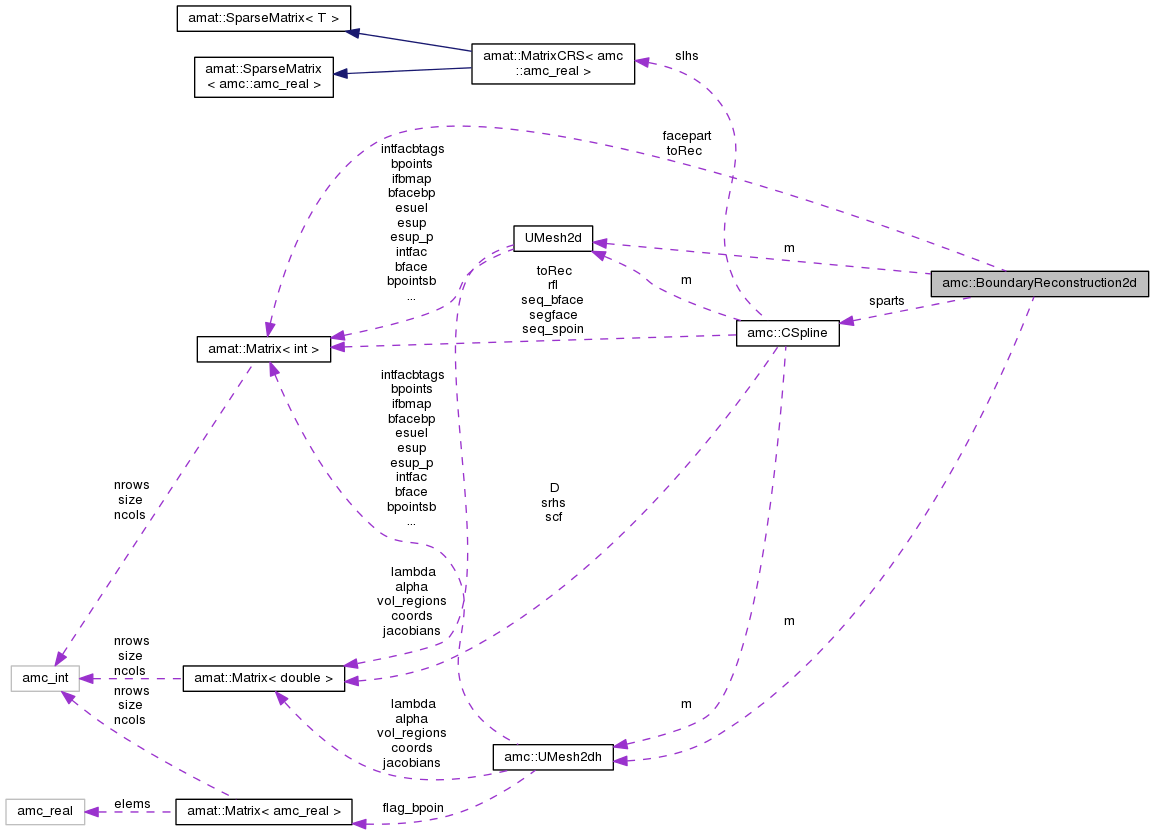 amat::SparseMatrix< T >
amat::MatrixCRS< amc
::amc_real >
slhs
amat::SparseMatrix
< amc::amc_real >
facepart
toRec
intfacbtags
bpoints
ifbmap
bfacebp
esuel
esup
esup_p
intfac
bface
bpointsb
...
UMesh2d
m
amc::BoundaryReconstruction2d
toRec
rfl
seq_bface
segface
seq_spoin
m
sparts
amc::CSpline
amat::Matrix< int >
intfacbtags
bpoints
ifbmap
bfacebp
esuel
esup
esup_p
intfac
bface
bpointsb
...
nrows
size
ncols
D
srhs
scf
lambda
alpha
vol_regions
coords
jacobians
m
nrows
size
ncols
amc_int
amat::Matrix< double >
nrows
size
ncols
lambda
alpha
vol_regions
coords
jacobians
m
amc::UMesh2dh
elems
flag_bpoin
amc_real
amat::Matrix< amc_real >